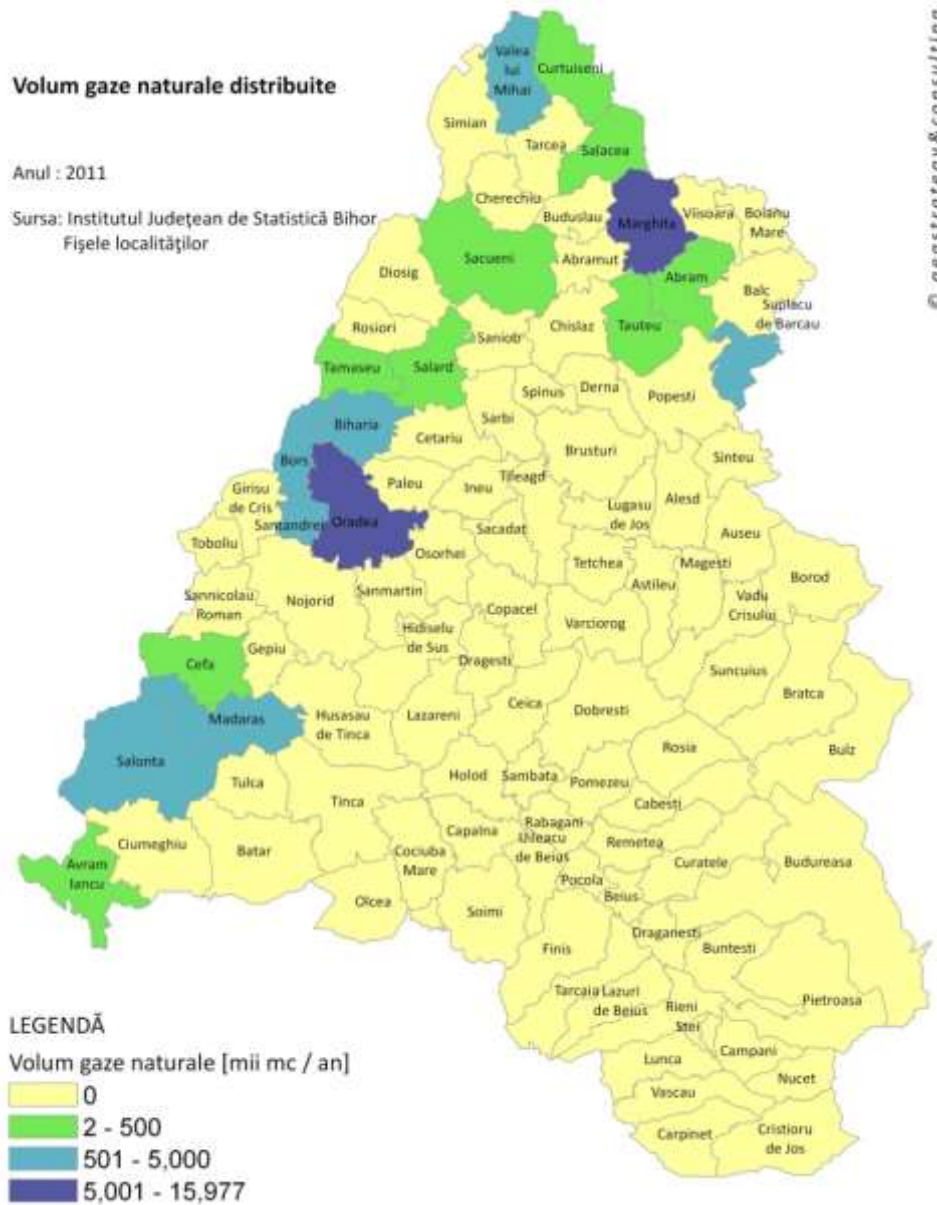 Volum gaze naturale distribuite
Anul : 2011
Sursa: Institutul Județean de Statistică Bihor
Fișele localităților
© geostrategy&consulting
Valea
lui
Mihai
Curtuiseni
Simian
Tarcea
Salacea
Cherechiu
Buduslau
Marghita
Viisoara
Boianu
Mare
Sacueni
Abramut
Diosig
Abram
Balc
Suplacu
de Barcau
Rosiori
Saniob
Chislaz
Tauteu
Tamaseu
Salard
Spinus
Derna
Popesti
Biharia
Sarbi
Cetariu
Brusturi
Sinteu
Bors
Girisu
de Cris
Paleu
Ineu
Tileagd
Lugasu
de Jos
Alesd
Santandrei
Oradea
Sacadat
Auseu
Toboliu
Osorhei
Tetchea
Astileu
Magesti
Borod
Sannicolau
Roman
Nojorid
Sanmartin
Copacel
Vadu
Crisului
Hidiselu
de Sus
Varciorog
Cefa
Gepiu
Dragesti
Suncuius
Bratca
Madaras
Husasau
de Tinca
Lazareni
Ceica
Dobresti
Rosia
Bulz
Salonta
Tulca
Tinca
Holod
Sambata
Pomezeu
Cabesti
Ciumeghiu
Batar
Cociuba
Mare
Capalna
Rabagani
Uileacu
de Beius
Remetea
Curatele
Budureasa
Avram
Iancu
Olcea
Soimi
Pocola
Beius
Finis
Draganesti
Buntesti
Tarcaia
Lazuri
de Beius
Rieni
Pietroasa
Stei
Lunca
Campani
Nucet
Vascau
Carpinet
Cristioru
de Jos
LEGENDĂ
Volum gaze naturale [mii mc / an]
0
2 - 500
501 - 5,000
5,001 - 15,977